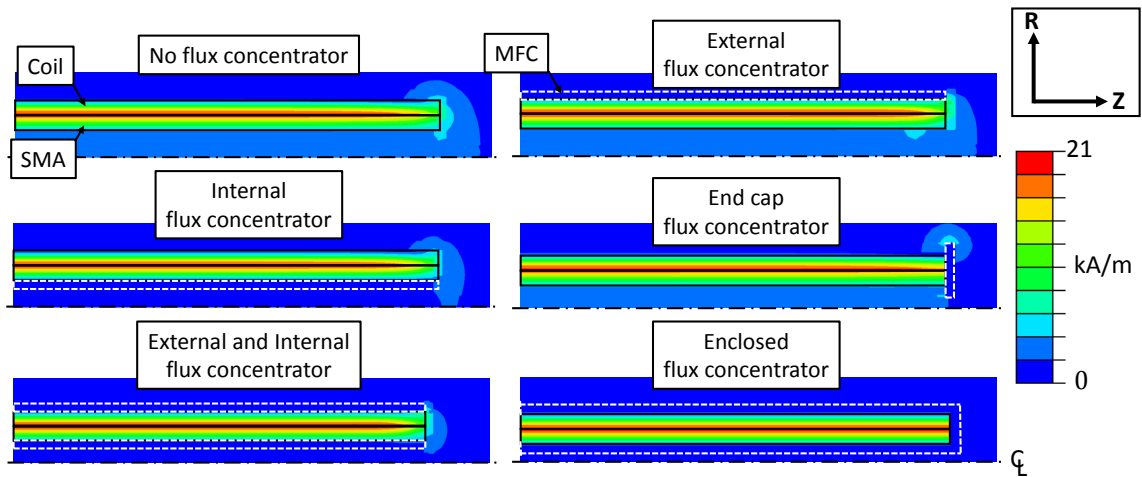 No flux concentrator
Coil
SMA
MFC
External
flux concentrator
Internal
flux concentrator
End cap
flux concentrator
External and Internal
flux concentrator
Enclosed
flux concentrator
R
Z
21
kA/m
0
℄